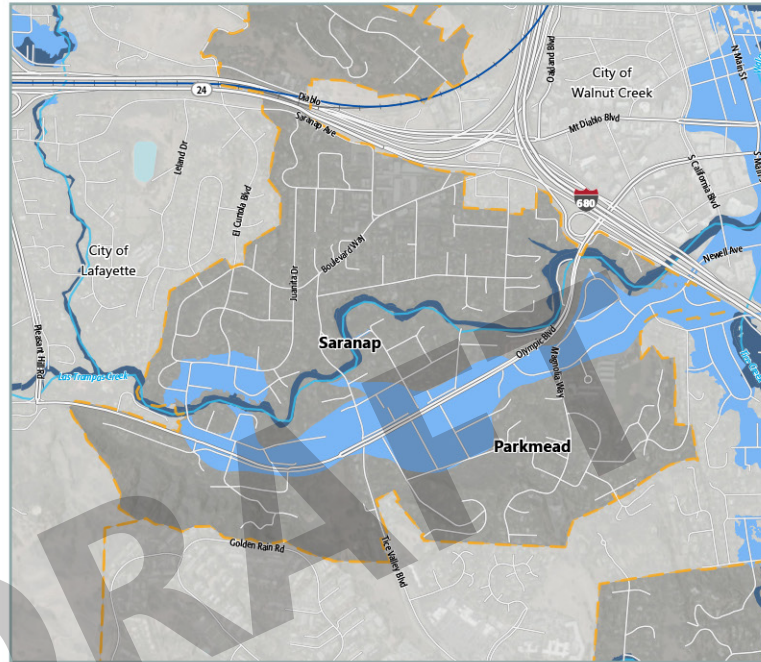 24
Diablo
Saranap Ave
Oakland Blvd
City of
Walnut Creek
N Main St
Mt Diablo Blvd
S California Blvd
S Main
680
Newell Ave
Leland Dr
El Curtola Blvd
City of
Lafayette
Juanita Dr
Boulevard Way
Saranap
Pleasant Hill Rd
Las Trampas Creek
Olympic Blvd
Magnolia Way
Parkmead
Golden Rain Rd
Tice Valley Blvd
DRAFT